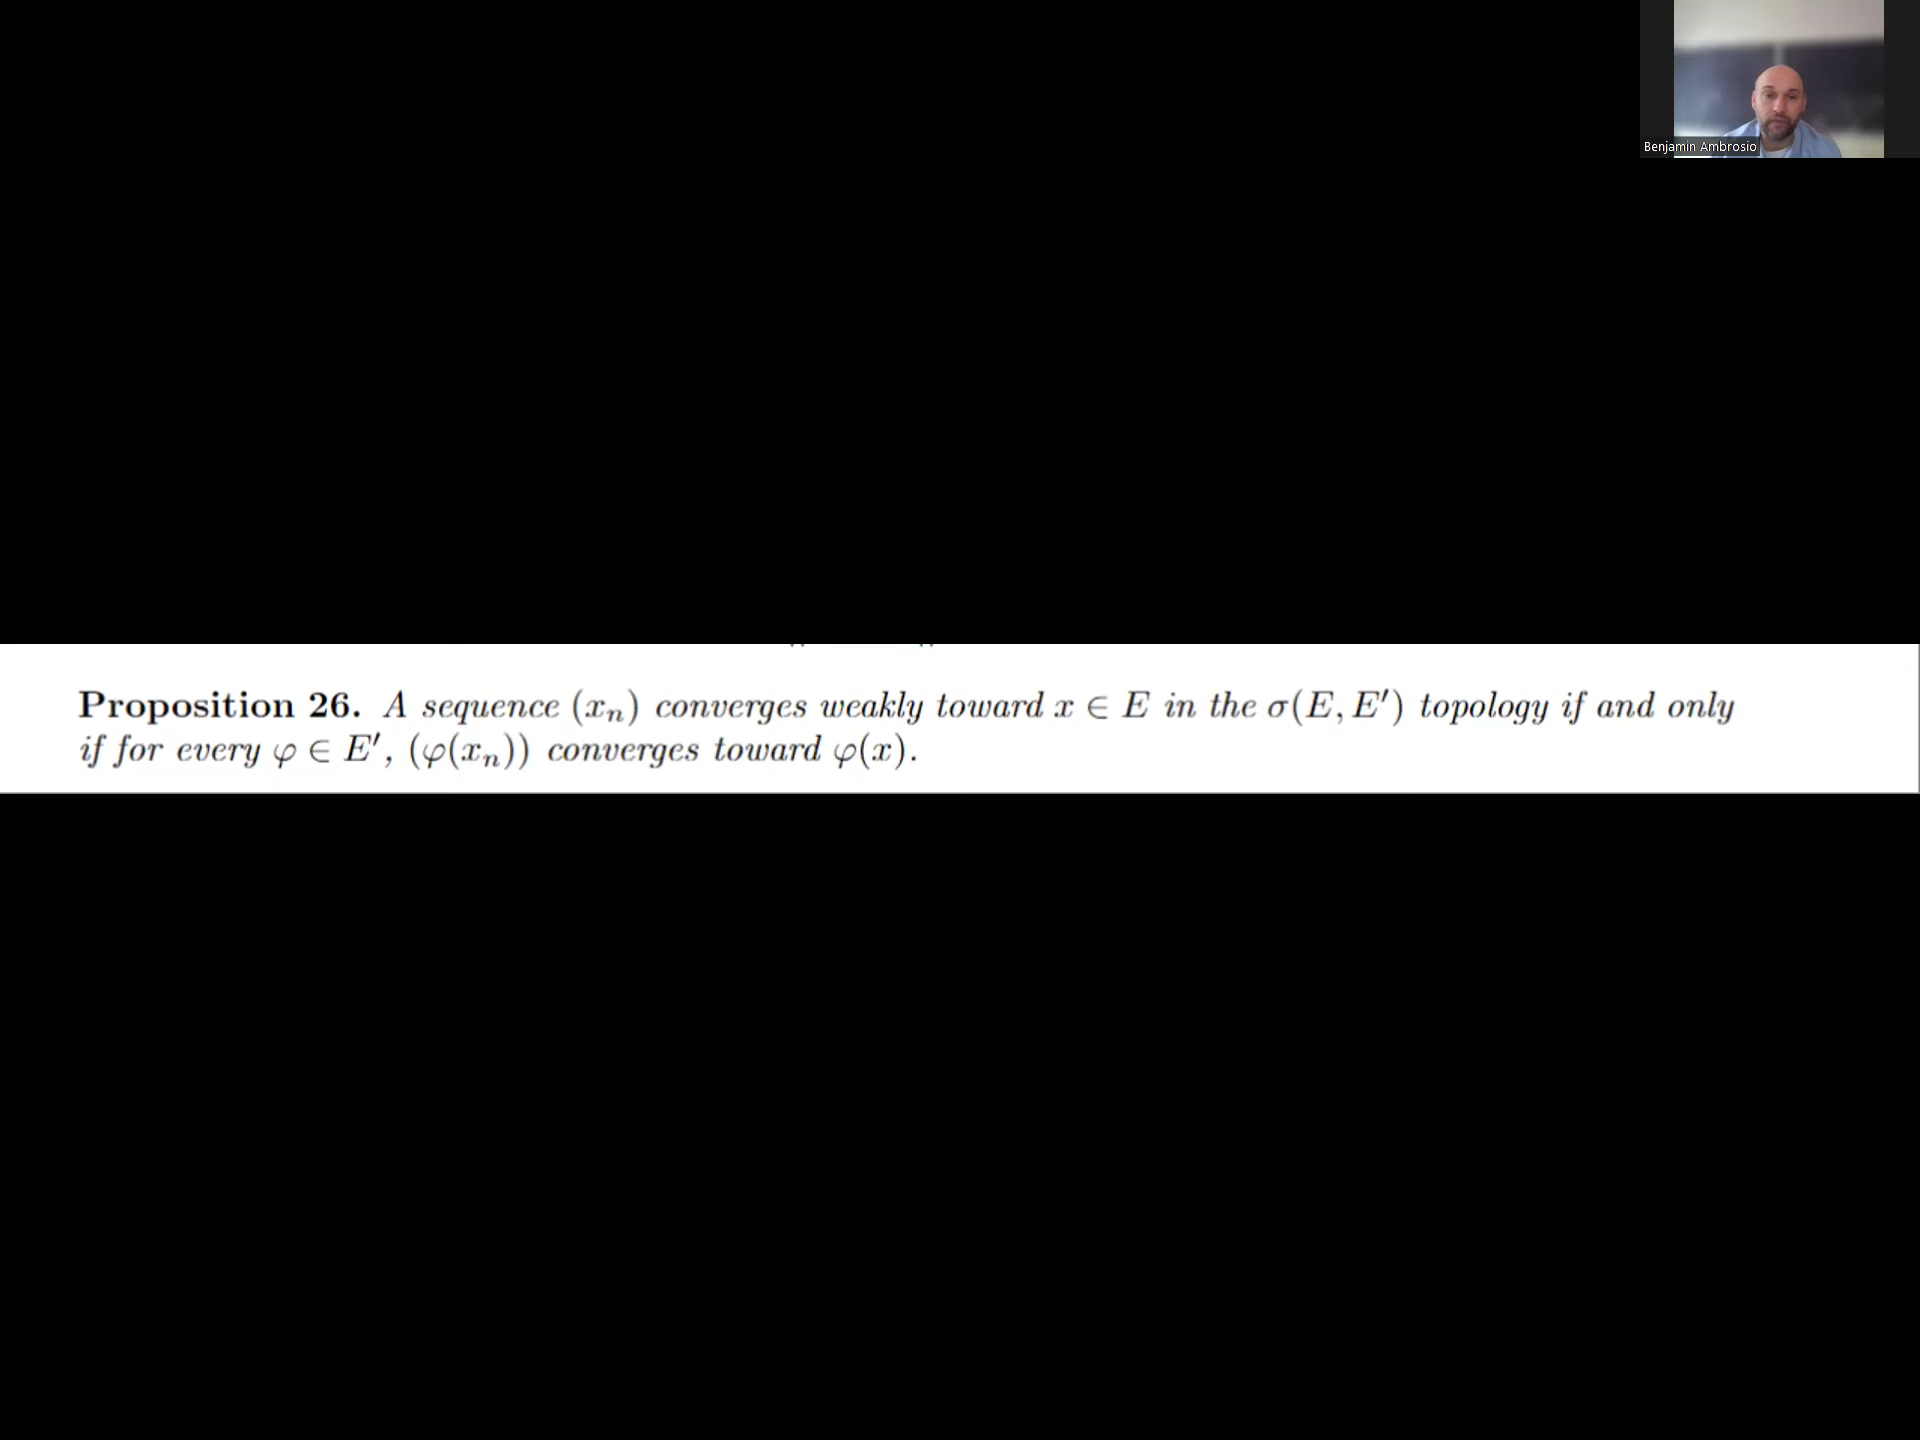 Benjamin Ambrosio
Proposition 26. A sequence (xₙ) converges weakly toward x ∈ E in the σ(E, E′) topology if and only
if for every φ ∈ E′, (φ(xₙ)) converges toward φ(x).